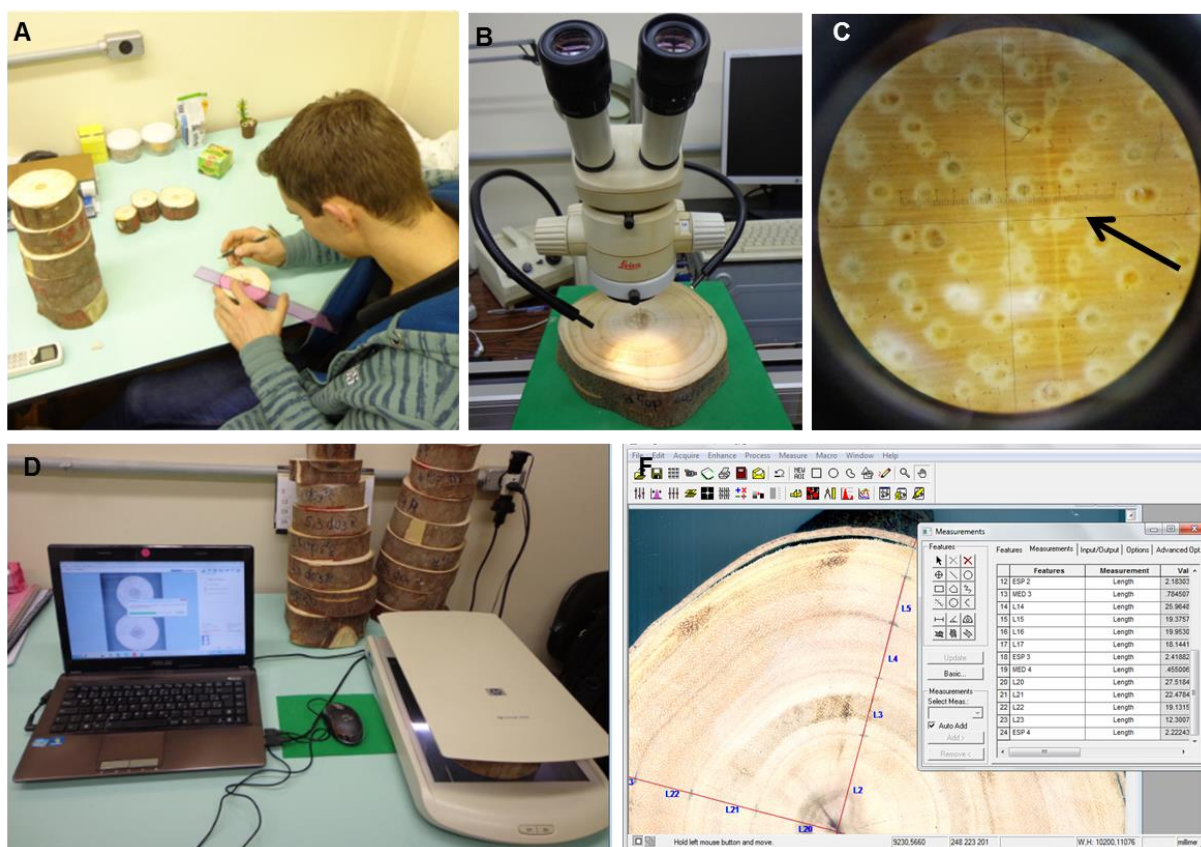 A
B
Leica
C
D
ASUS
F
File Edit Acquire Enhance Process Measure Macro Window Help
L5
L4
L3
L2
L22
L21
L20
Measurements
Features
Update
Basic...
Measurements
Select Meas.:
Auto Add
Add >
Remove <
Features Measurements Input/Output Options Advanced Opt
Features Measurement Val
12 ESP 2 Length 2.18303
13 MED 3 Length .784507
14 L14 Length 25.9648
15 L15 Length 19.3757
16 L16 Length 19.9530
17 L17 Length 18.1441
18 ESP 3 Length 2.41882
19 MED 4 Length .455006
20 L20 Length 27.5184
21 L21 Length 22.4784
22 L22 Length 19.1315
23 L23 Length 12.3007
24 ESP 4 Length 2.22243
Hold left mouse button and move. 9230,5660 248 223 201 W,H: 10200,11076 millime